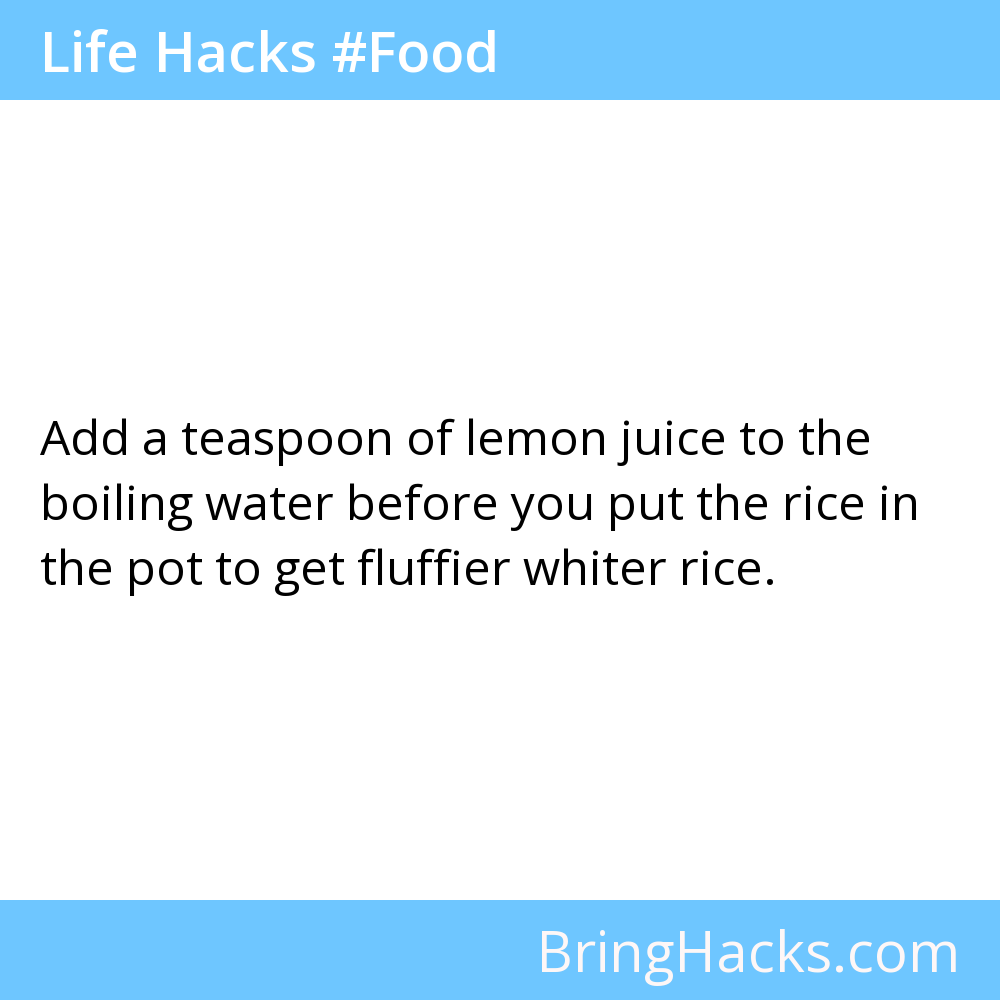 Life Hacks #Food
Add a teaspoon of lemon juice to the
boiling water before you put the rice in
the pot to get fluffier whiter rice.
BringHacks.com